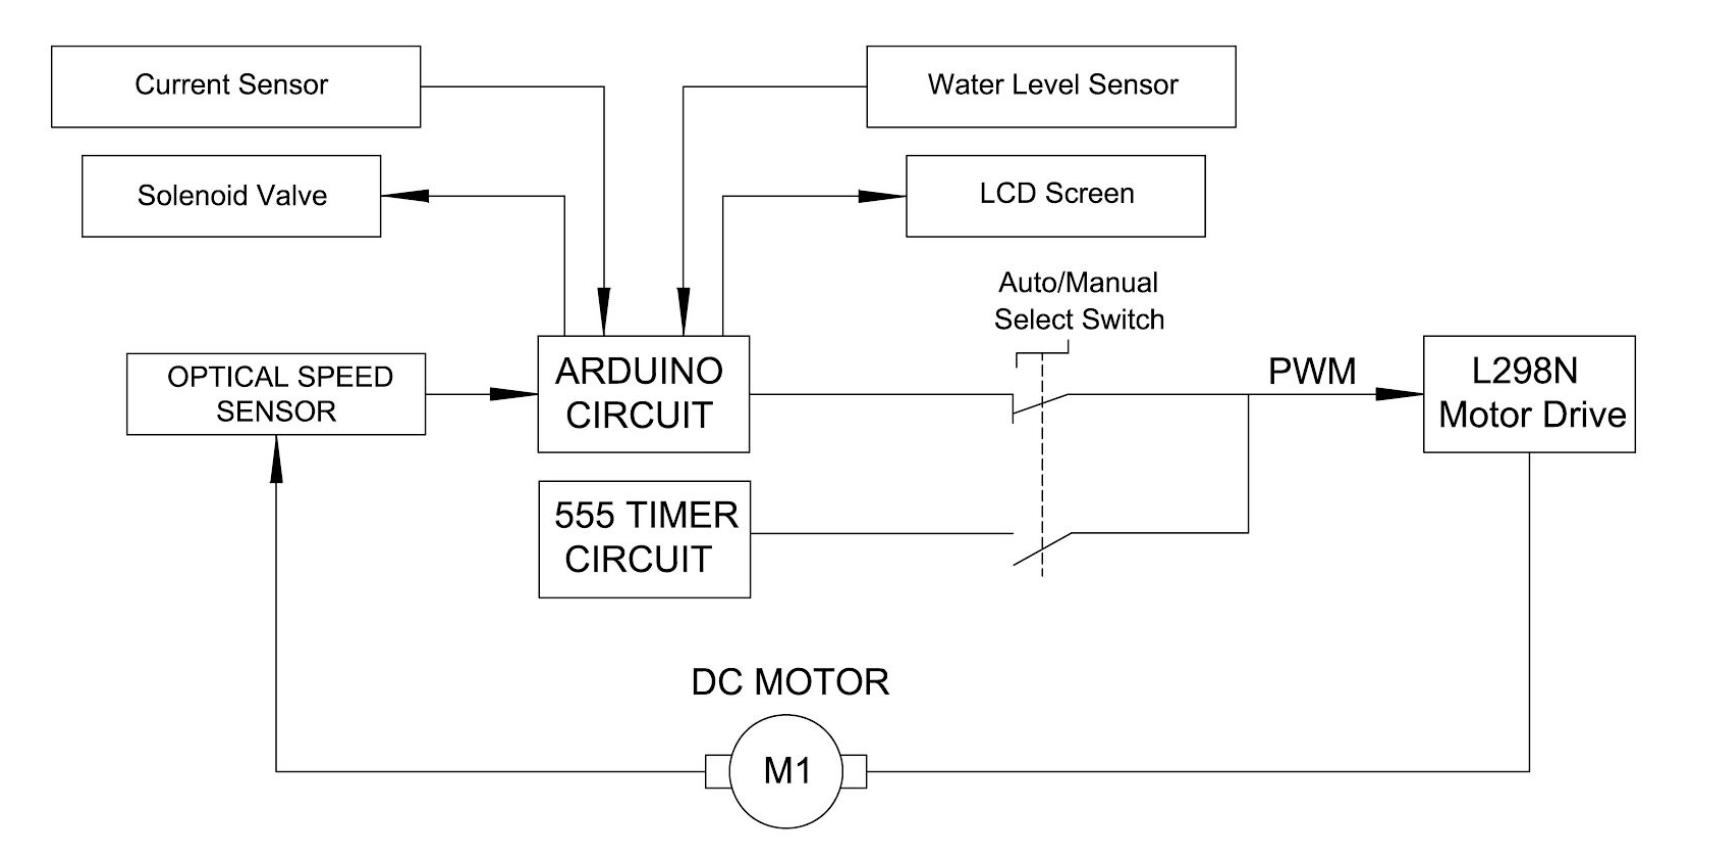 Current Sensor
Water Level Sensor
Solenoid Valve
LCD Screen
Auto/Manual
Select Switch
OPTICAL SPEED
SENSOR
ARDUINO
CIRCUIT
PWM
L298N
Motor Drive
555 TIMER
CIRCUIT
DC MOTOR
M1